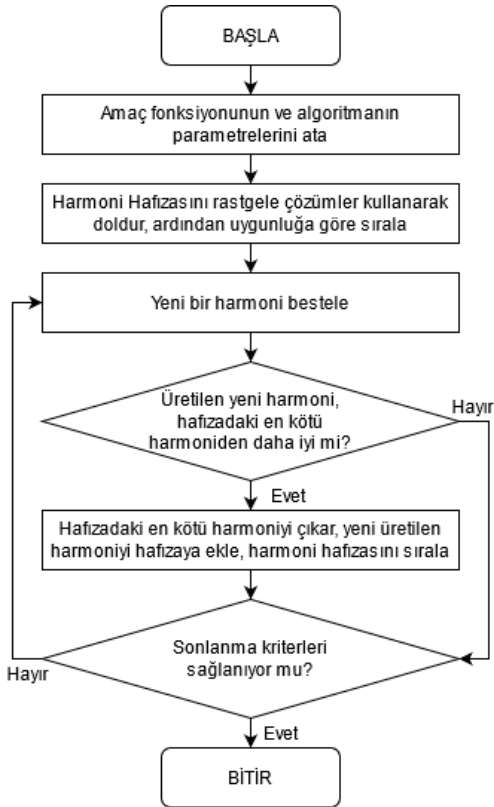 BAŞLA
Amaç fonksiyonunun ve algoritmanın
parametrelerini ata
Harmoni Hafızasını rastgele çözümler kullanarak
doldur, ardından uygunluğa göre sırala
Yeni bir harmoni bestele
Üretilen yeni harmoni,
hafızadaki en kötü
harmoniden daha iyi mi?
Hayır
Evet
Hafızadaki en kötü harmoniyi çıkar, yeni üretilen
harmoniyi hafızaya ekle, harmoni hafızasını sırala
Sonlanma kriterleri
sağlanıyor mu?
Hayır
Evet
BİTİR